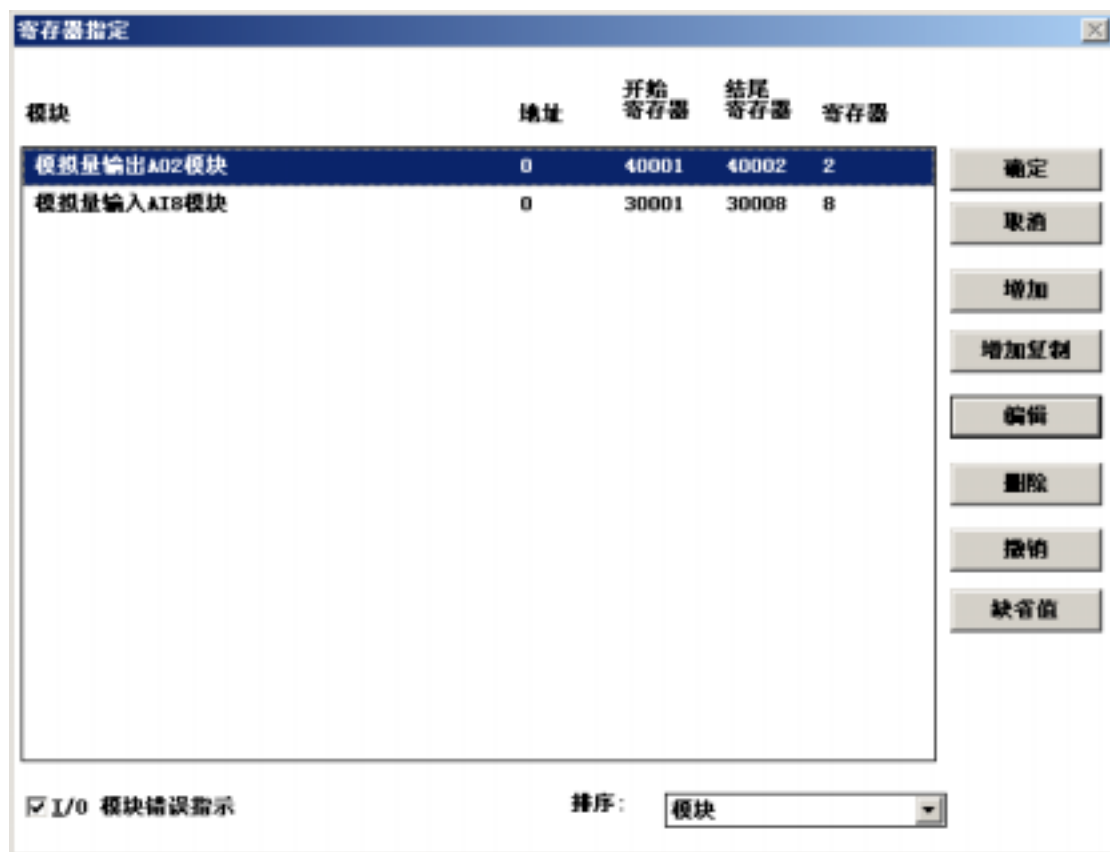 寄存器指定
模块 地址 开始寄存器 结尾寄存器 寄存器
模拟量输出AO2模块 0 40001 40002 2
模拟量输入AI8模块 0 30001 30008 8
确定
取消
增加
增加复制
编辑
删除
撤销
缺省值
I/O 模块错误指示 排序: 模块